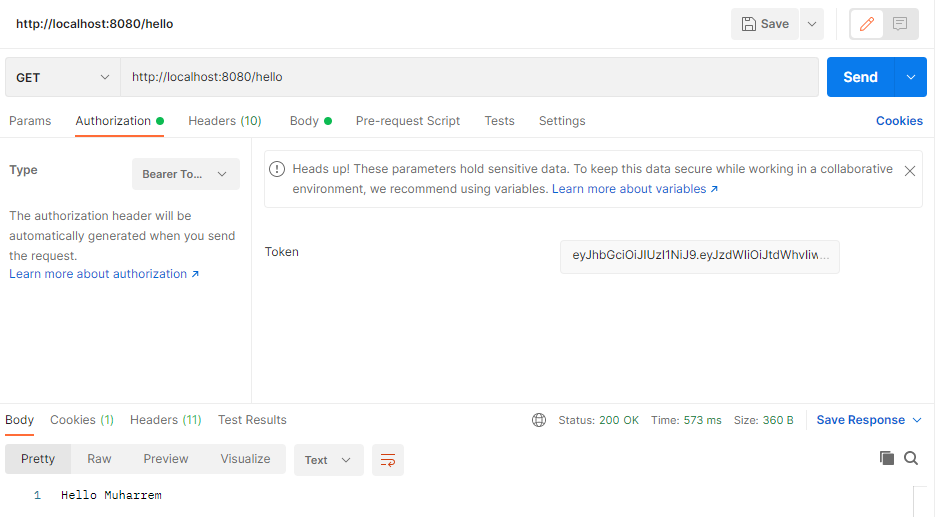 http://localhost:8080/hello
Save
GET
http://localhost:8080/hello
Send
Params Authorization Headers (10) Body Pre-request Script Tests Settings Cookies
Type
Bearer To...
The authorization header will be
automatically generated when you send
the request.
Learn more about authorization ↗
Heads up! These parameters hold sensitive data. To keep this data secure while working in a collaborative
environment, we recommend using variables. Learn more about variables ↗
Token
eyJhbGciOiJIUzI1NiJ9.eyJzdWIiOiJtdWhvIiw...
Body Cookies (1) Headers (11) Test Results
Status: 200 OK Time: 573 ms Size: 360 B Save Response
Pretty Raw Preview Visualize Text
1 Hello Muharrem